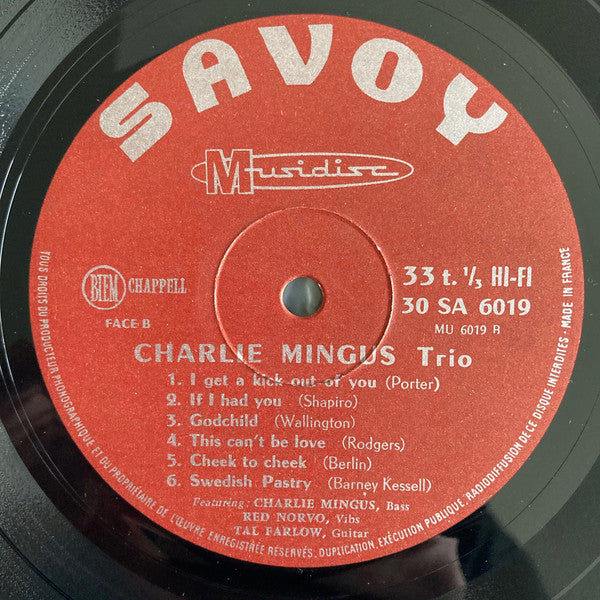 SAVOY
Musidisc
BIEM CHAPPELL
FACE B
33 t. 1/3 HI-FI
30 SA 6019
MU 6019 B
CHARLIE MINGUS Trio
1. I get a kick out of you (Porter)
2. If I had you (Shapiro)
3. Godchild (Wallington)
4. This can't be love (Rodgers)
5. Cheek to cheek (Berlin)
6. Swedish Pastry (Barney Kessell)
Featuring: CHARLIE MINGUS, Bass
RED NORVO, Vibs
TAL FARLOW, Guitar
TOUS DROITS DU PRODUCTEUR PHONOGRAPHIQUE ET DU PROPRIETAIRE DE L'ŒUVRE ENREGISTRÉE RÉSERVÉS. DUPLICATION, EXÉCUTION PUBLIQUE, RADIODIFFUSION DE CE DISQUE INTERDITES - MADE IN FRANCE